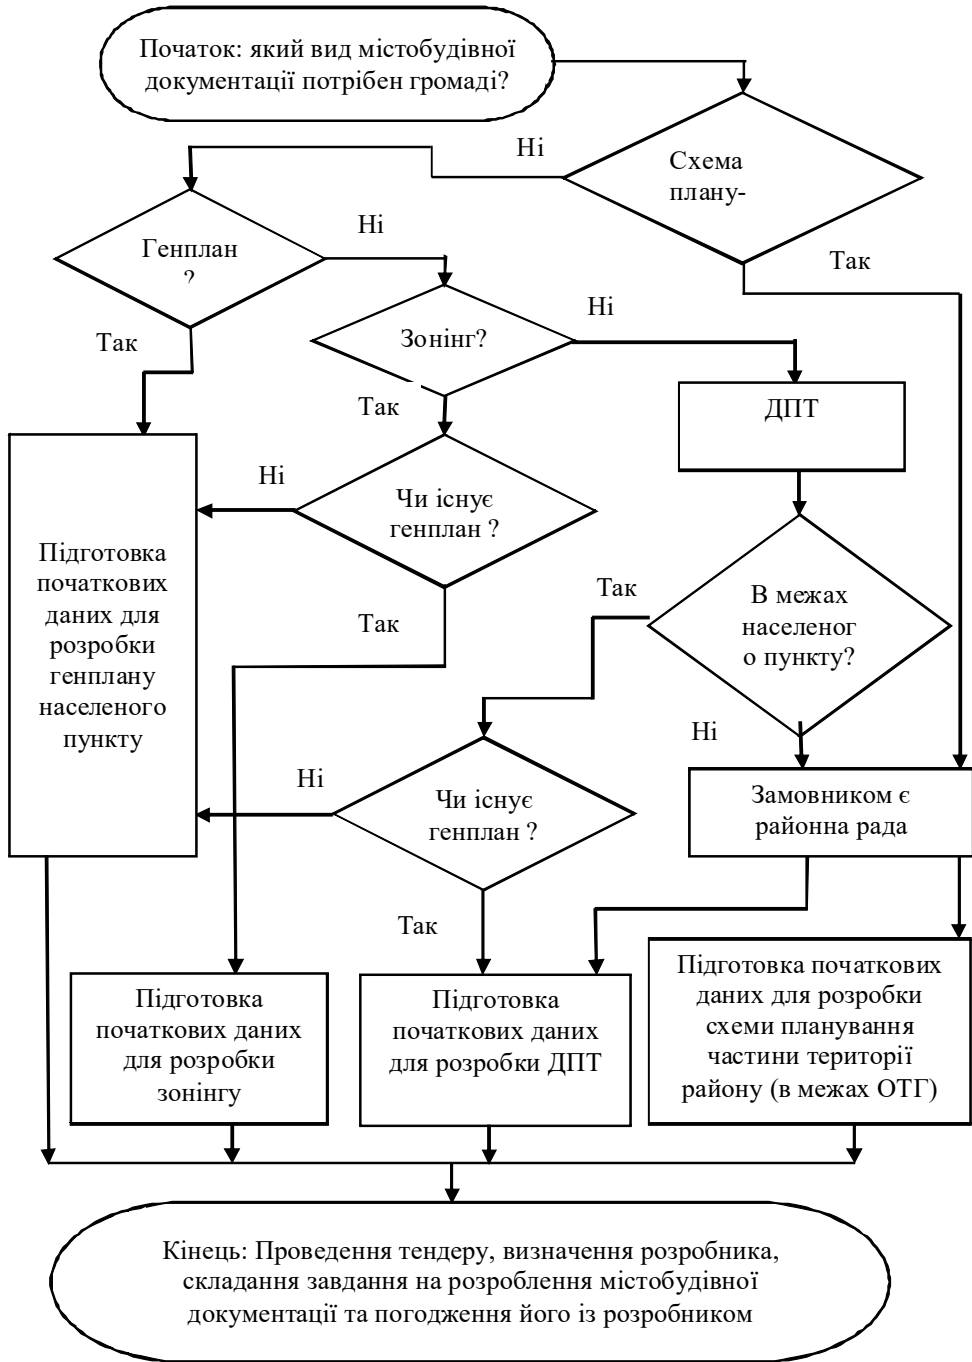 Початок: який вид містобудівної
документації потрібен громаді?
Ні
Схема
плану-
Генплан
?
Ні
Так
Так
Зонінг?
Ні
Так
ДПТ
Ні
Чи існує
генплан ?
Підготовка
початкових
даних для
розробки
генплану
населеного
пункту
Так
Так
В межах
населеног
о пункту?
Ні
Ні
Чи існує
генплан ?
Замовником є
районна рада
Так
Підготовка
початкових даних
для розробки
зонінгу
Підготовка
початкових даних
для розробки ДПТ
Підготовка початкових
даних для розробки
схеми планування
частини території
району (в межах ОТГ)
Кінець: Проведення тендеру, визначення розробника,
складання завдання на розроблення містобудівної
документації та погодження його із розробником